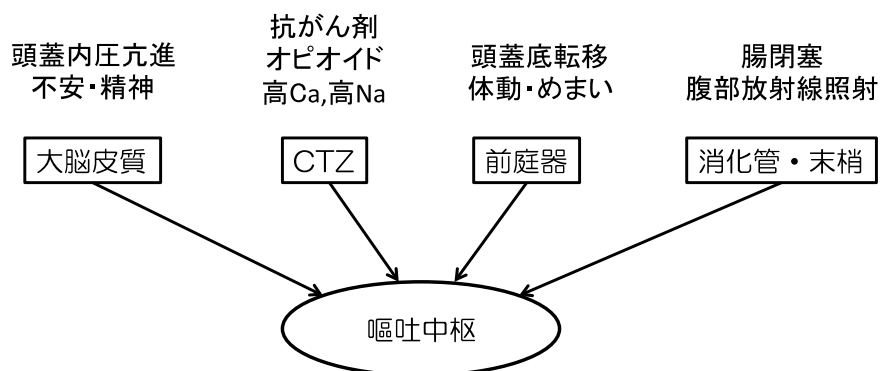 頭蓋内圧亢進
不安・精神
抗がん剤
オピオイド
高Ca,高Na
頭蓋底転移
体動・めまい
腸閉塞
腹部放射線照射
大脳皮質
CTZ
前庭器
消化管・末梢
嘔吐中枢